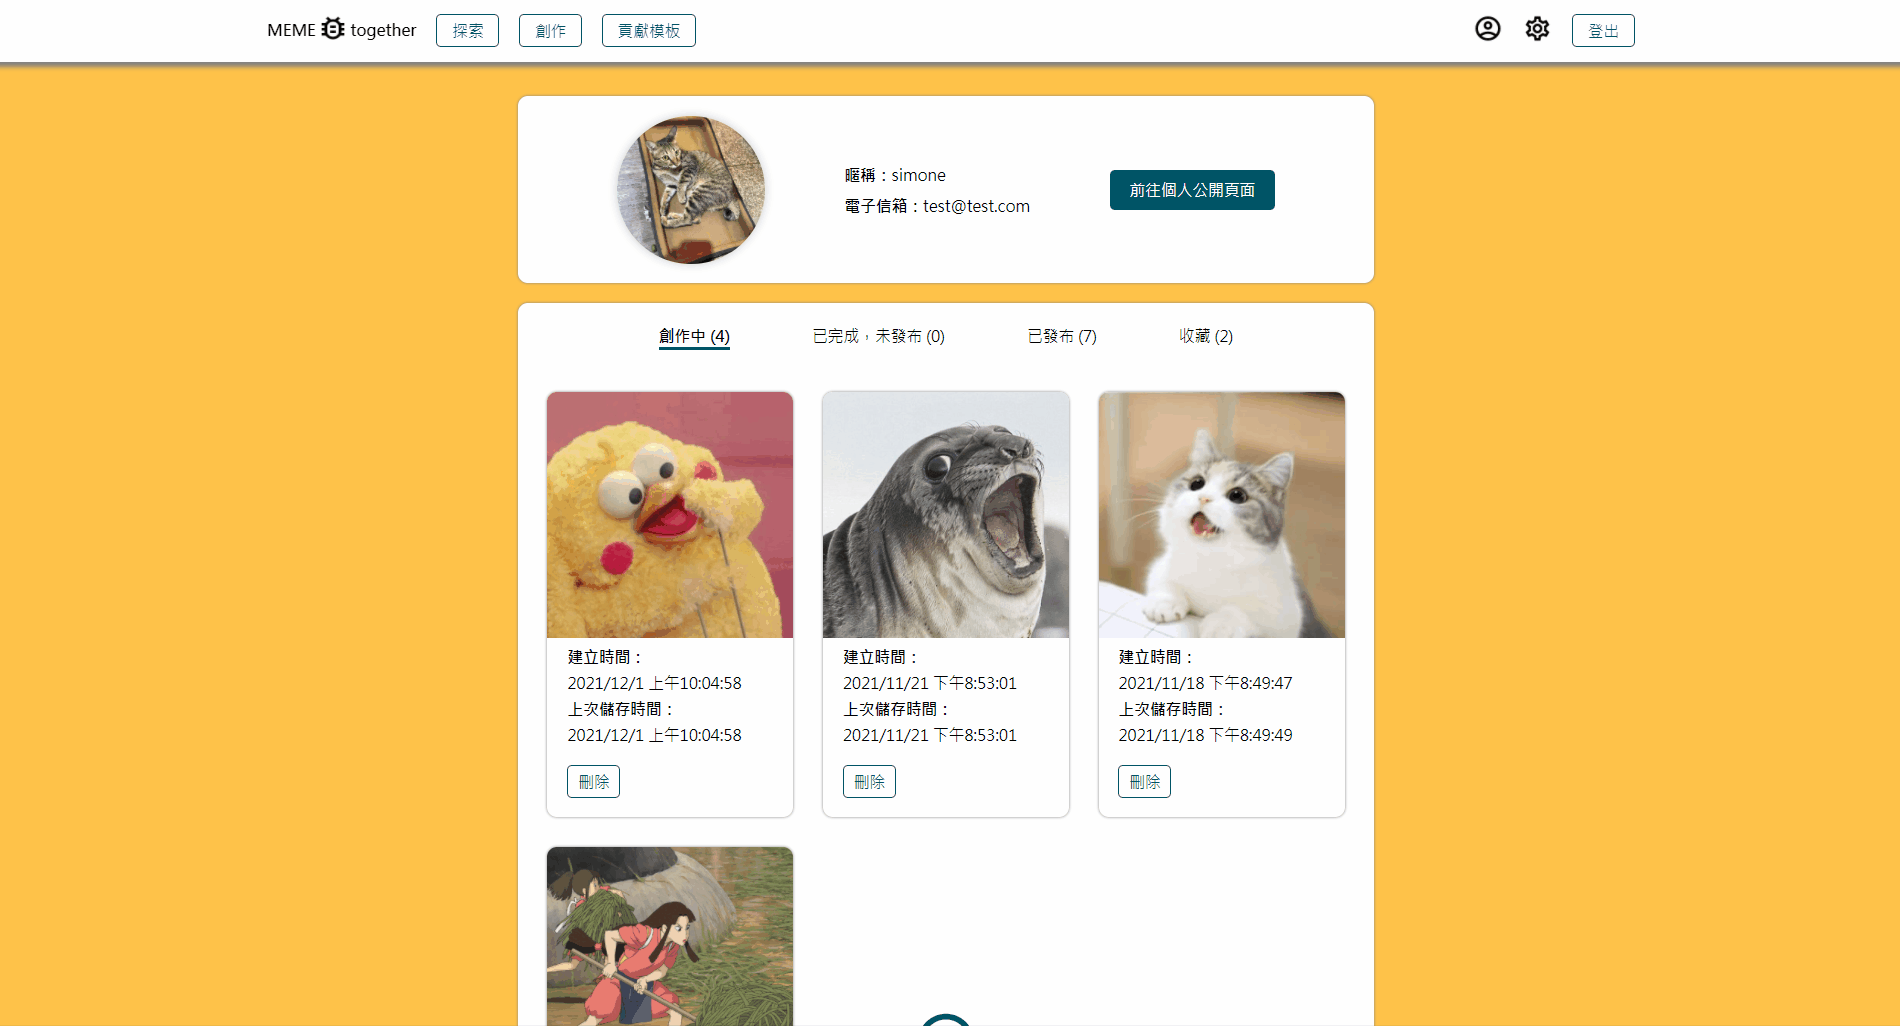 MEME together
探索
創作
貢獻模板
登出
暱稱：simone
電子信箱：test@test.com
前往個人公開頁面
創作中 (4)
已完成，未發布 (0)
已發布 (7)
收藏 (2)
建立時間：
2021/12/1 上午10:04:58
上次儲存時間：
2021/12/1 上午10:04:58
刪除
建立時間：
2021/11/21 下午8:53:01
上次儲存時間：
2021/11/21 下午8:53:01
刪除
建立時間：
2021/11/18 下午8:49:47
上次儲存時間：
2021/11/18 下午8:49:49
刪除